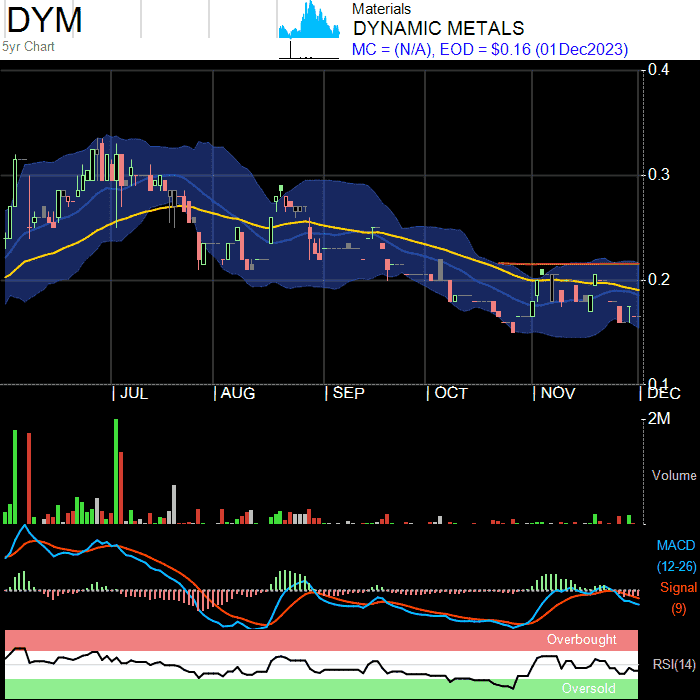 DYM
5yr Chart
Materials
DYNAMIC METALS
MC = (N/A), EOD = $0.16 (01Dec2023)
0.4
0.3
0.2
0.1
JUL
AUG
SEP
OCT
NOV
DEC
2M
Volume
MACD
(12-26)
Signal
(9)
Overbought
RSI(14)
Oversold